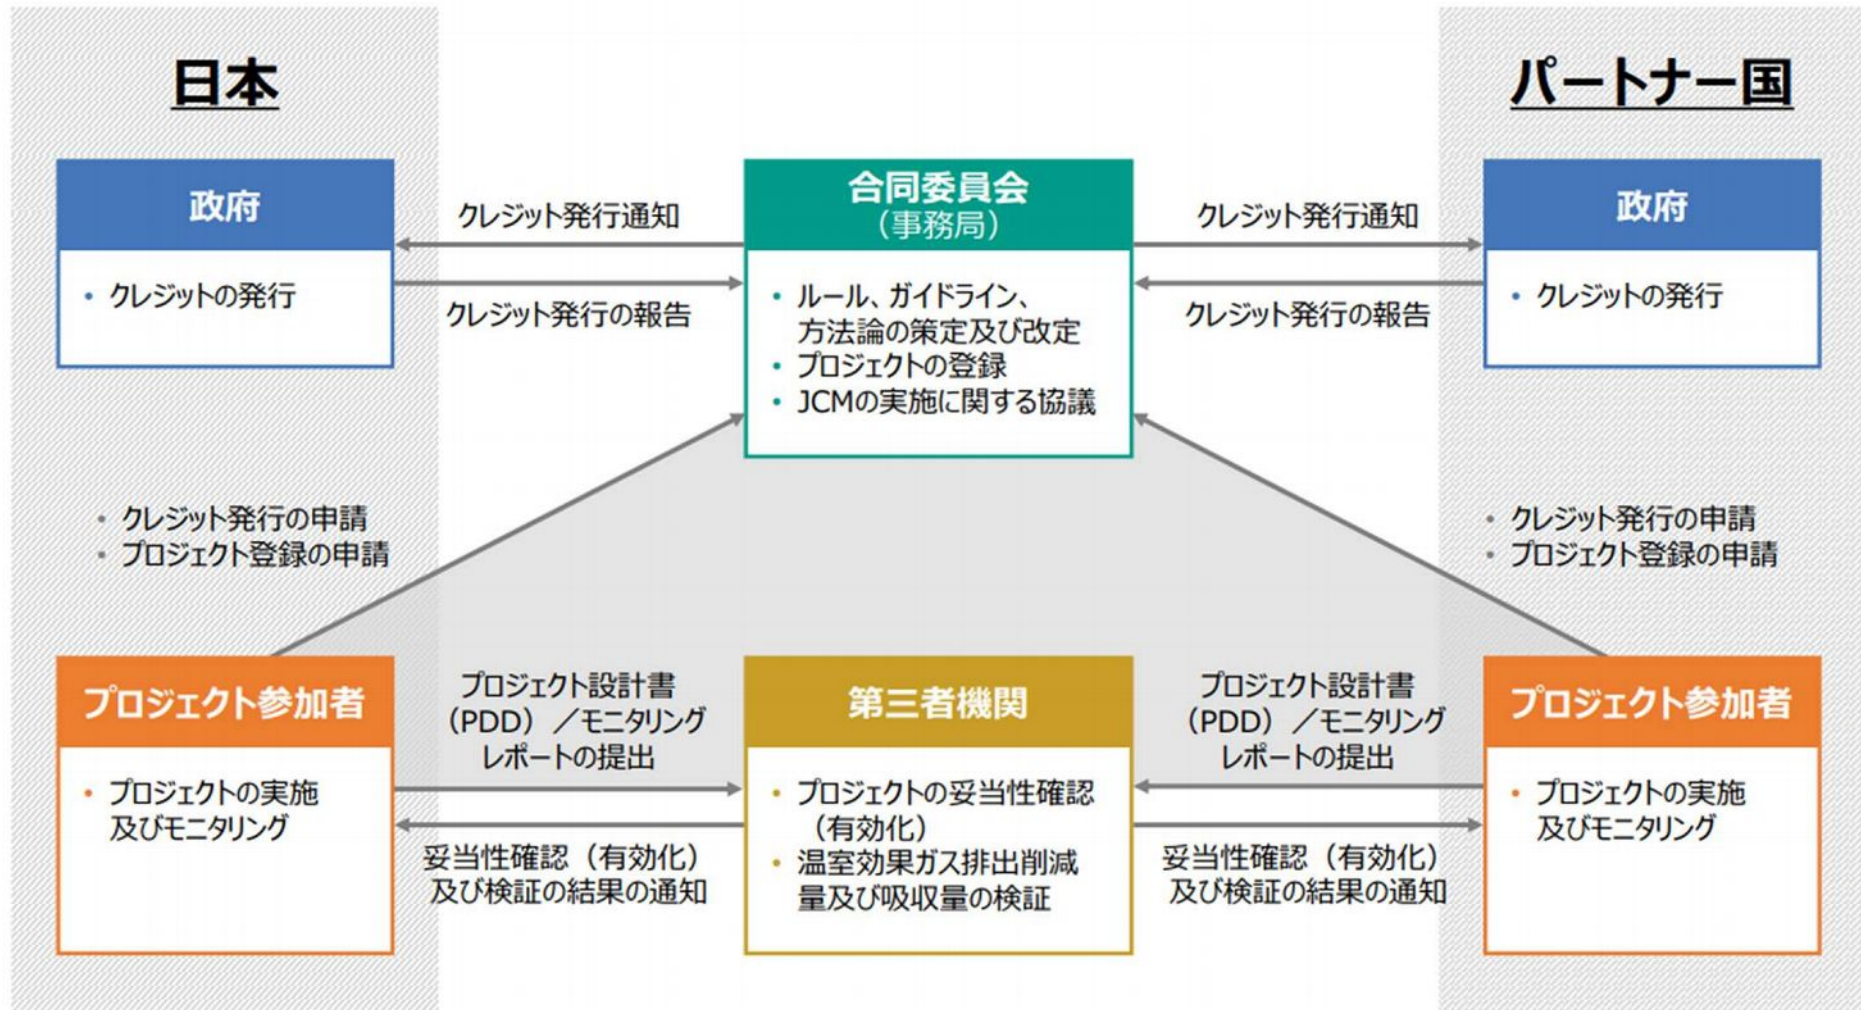 日本
パートナー国
政府
・クレジットの発行
クレジット発行通知
クレジット発行の報告
合同委員会
（事務局）
・ルール、ガイドライン、
方法論の策定及び改定
・プロジェクトの登録
・JCMの実施に関する協議
クレジット発行通知
クレジット発行の報告
政府
・クレジットの発行
・クレジット発行の申請
・プロジェクト登録の申請
・クレジット発行の申請
・プロジェクト登録の申請
プロジェクト参加者
・プロジェクトの実施
及びモニタリング
プロジェクト設計書
（PDD）／モニタリング
レポートの提出
妥当性確認（有効化）
及び検証の結果の通知
第三者機関
・プロジェクトの妥当性確認
（有効化）
・温室効果ガス排出削減
量及び吸収量の検証
プロジェクト設計書
（PDD）／モニタリング
レポートの提出
妥当性確認（有効化）
及び検証の結果の通知
プロジェクト参加者
・プロジェクトの実施
及びモニタリング